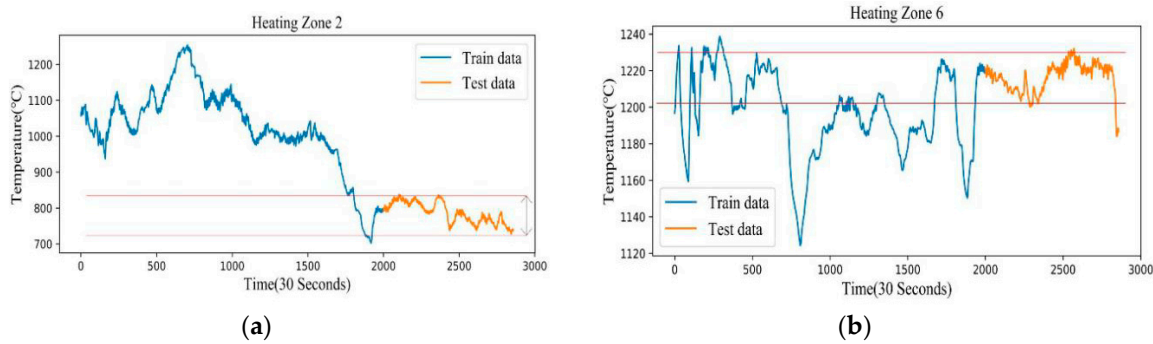 Heating Zone 2
Temperature(°C)
1200
1100
1000
900
800
700
Train data
Test data
0 500 1000 1500 2000 2500 3000
Time(30 Seconds)
(a)
Heating Zone 6
Temperature(°C)
1240
1220
1200
1180
1160
1140
1120
Train data
Test data
0 500 1000 1500 2000 2500 3000
Time(30 Seconds)
(b)